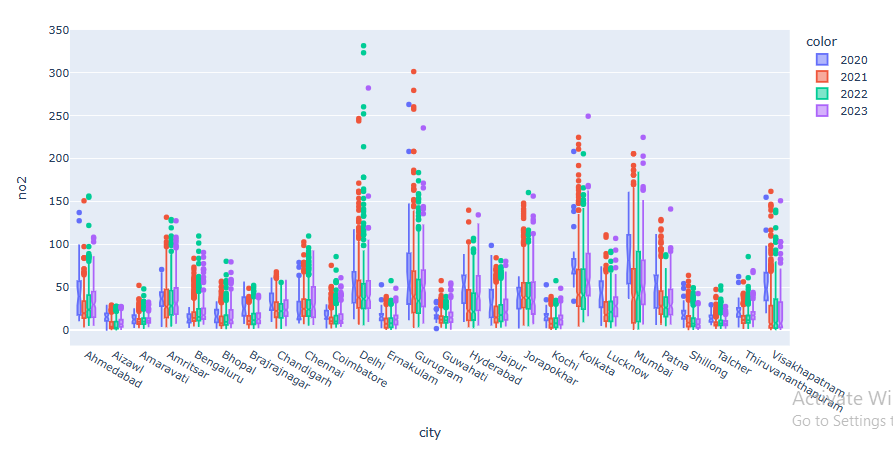 350
300
250
200
150
100
50
0
no2
Ahmedabad
Aizawl
Amaravati
Amritsar
Bengaluru
Bhopal
Brajrajnagar
Chandigarh
Chennai
Coimbatore
Delhi
Ernakulam
Gurugram
Guwahati
Hyderabad
Jaipur
Jorapokhar
Kochi
Kolkata
Lucknow
Mumbai
Patna
Shillong
Talcher
Thiruvananthapuram
Visakhapatnam
city
color
2020
2021
2022
2023
Activate Wi
Go to Settings t